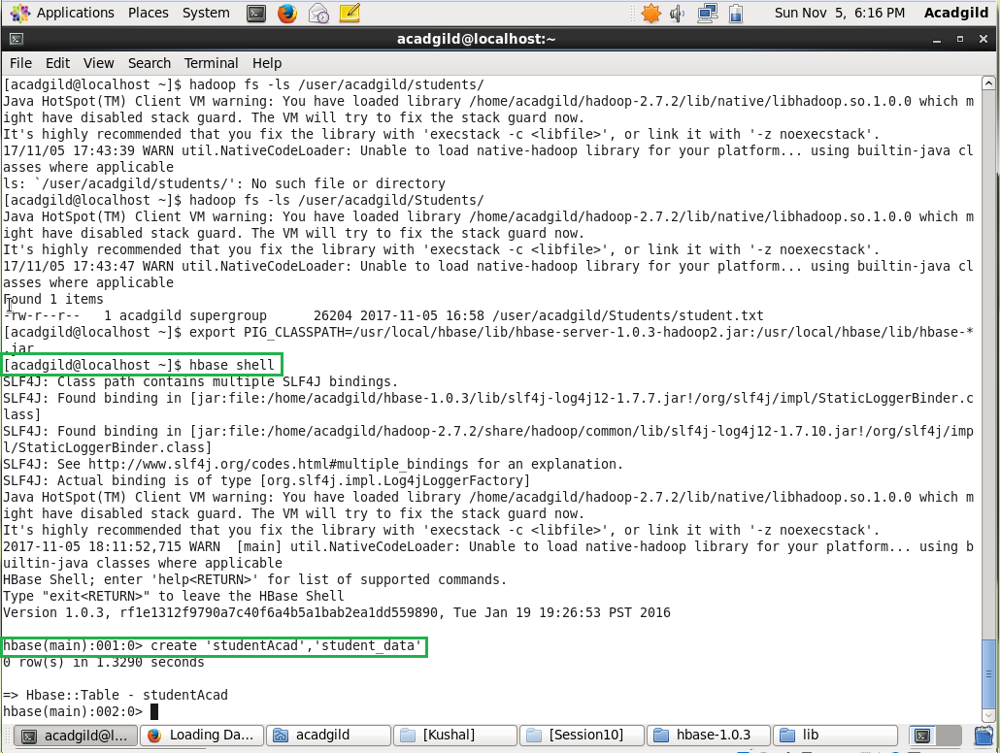 Applications Places System Sun Nov 5, 6:16 PM Acadgild
acadgild@localhost:~
File Edit View Search Terminal Help
[acadgild@localhost ~]$ hadoop fs -ls /user/acadgild/students/
Java HotSpot(TM) Client VM warning: You have loaded library /home/acadgild/hadoop-2.7.2/lib/native/libhadoop.so.1.0.0 which m
ight have disabled stack guard. The VM will try to fix the stack guard now.
It's highly recommended that you fix the library with 'execstack -c <libfile>', or link it with '-z noexecstack'.
17/11/05 17:43:39 WARN util.NativeCodeLoader: Unable to load native-hadoop library for your platform... using builtin-java cl
asses where applicable
ls: `/user/acadgild/students/': No such file or directory
[acadgild@localhost ~]$ hadoop fs -ls /user/acadgild/Students/
Java HotSpot(TM) Client VM warning: You have loaded library /home/acadgild/hadoop-2.7.2/lib/native/libhadoop.so.1.0.0 which m
ight have disabled stack guard. The VM will try to fix the stack guard now.
It's highly recommended that you fix the library with 'execstack -c <libfile>', or link it with '-z noexecstack'.
17/11/05 17:43:47 WARN util.NativeCodeLoader: Unable to load native-hadoop library for your platform... using builtin-java cl
asses where applicable
Found 1 items
-rw-r--r--   1 acadgild supergroup      26204 2017-11-05 16:58 /user/acadgild/Students/student.txt
[acadgild@localhost ~]$ export PIG_CLASSPATH=/usr/local/hbase/lib/hbase-server-1.0.3-hadoop2.jar:/usr/local/hbase/lib/hbase-*
.jar
[acadgild@localhost ~]$ hbase shell
SLF4J: Class path contains multiple SLF4J bindings.
SLF4J: Found binding in [jar:file:/home/acadgild/hbase-1.0.3/lib/slf4j-log4j12-1.7.7.jar!/org/slf4j/impl/StaticLoggerBinder.c
lass]
SLF4J: Found binding in [jar:file:/home/acadgild/hadoop-2.7.2/share/hadoop/common/lib/slf4j-log4j12-1.7.10.jar!/org/slf4j/imp
l/StaticLoggerBinder.class]
SLF4J: See http://www.slf4j.org/codes.html#multiple_bindings for an explanation.
SLF4J: Actual binding is of type [org.slf4j.impl.Log4jLoggerFactory]
Java HotSpot(TM) Client VM warning: You have loaded library /home/acadgild/hadoop-2.7.2/lib/native/libhadoop.so.1.0.0 which m
ight have disabled stack guard. The VM will try to fix the stack guard now.
It's highly recommended that you fix the library with 'execstack -c <libfile>', or link it with '-z noexecstack'.
2017-11-05 18:11:52,715 WARN  [main] util.NativeCodeLoader: Unable to load native-hadoop library for your platform... using b
uiltin-java classes where applicable
HBase Shell; enter 'help<RETURN>' for list of supported commands.
Type "exit<RETURN>" to leave the HBase Shell
Version 1.0.3, rf1e1312f9790a7c40f6a4b5a1bab2ea1dd559890, Tue Jan 19 19:26:53 PST 2016
hbase(main):001:0> create 'studentAcad','student_data'
0 row(s) in 1.3290 seconds
=> Hbase::Table - studentAcad
hbase(main):002:0>
acadgild@l... Loading Da... acadgild [Kushal] [Session10] hbase-1.0.3 lib